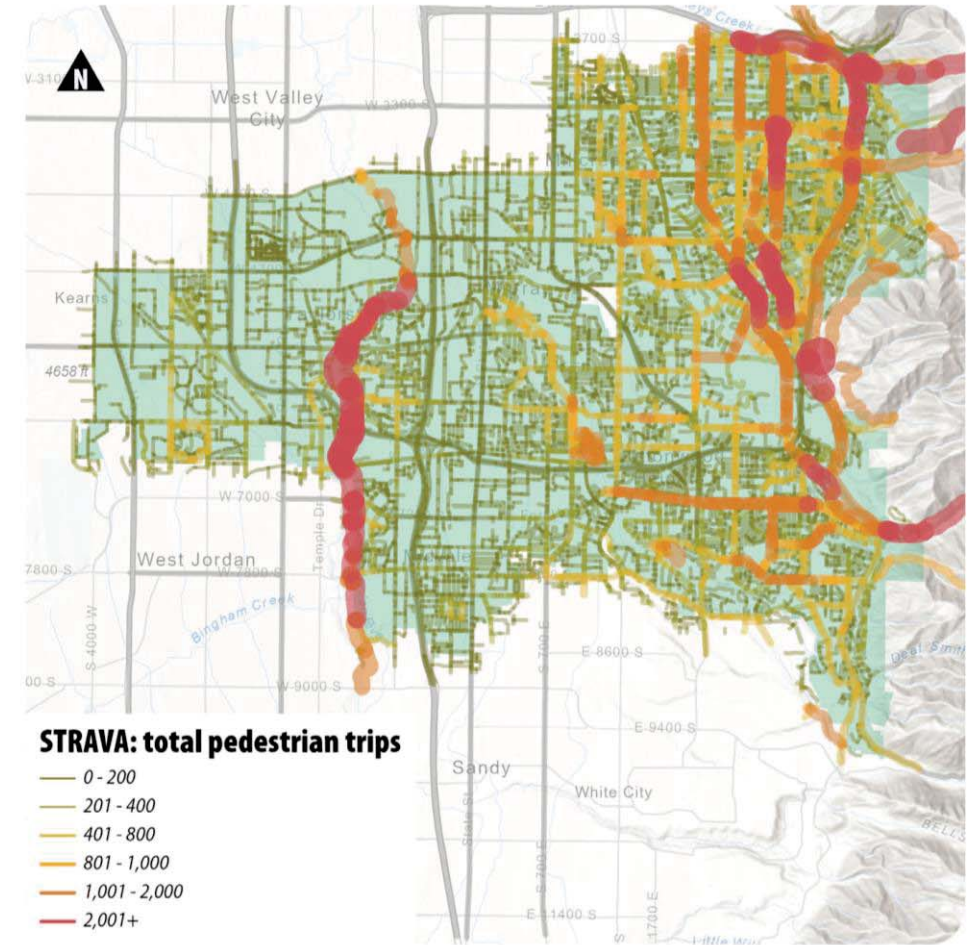 N
3700 S
West Valley
City
W 3300 S
Kearns
4658 ft
W 7000 S
Temple Dr
West Jordan
7800 S
W 7800 S
Bingham Creek
S 4000 W
W 9000 S
E 8600 S
S 700 E
E 9400 S
Sandy
White City
State St
S 700 E
1700 E
E 11400 S
S
BELLS
STRAVA: total pedestrian trips
0 - 200
201 - 400
401 - 800
801 - 1,000
1,001 - 2,000
2,001+